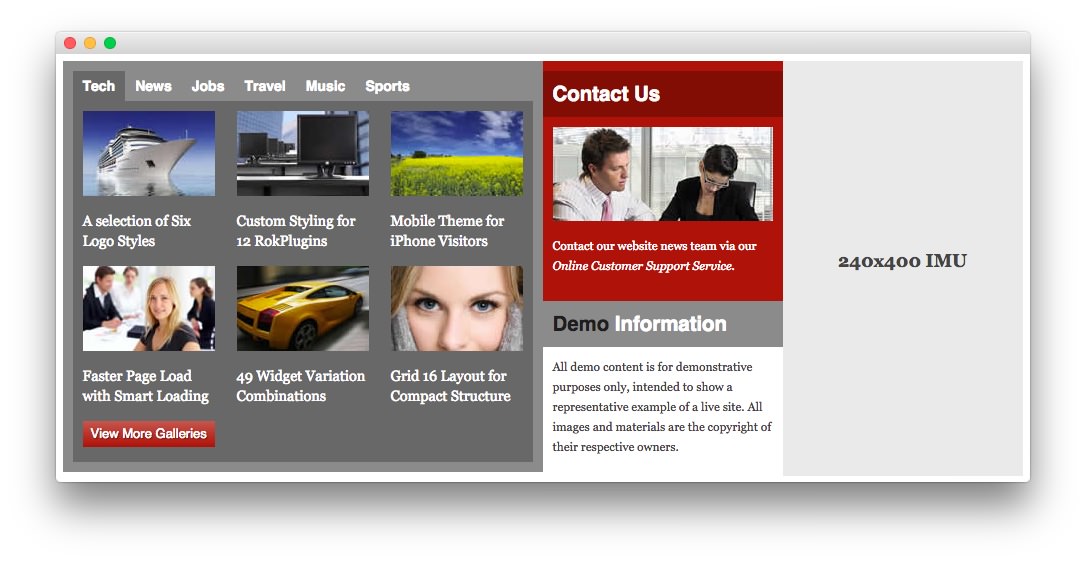 Tech News Jobs Travel Music Sports
A selection of Six
Logo Styles
Custom Styling for
12 RokPlugins
Mobile Theme for
iPhone Visitors
Faster Page Load
with Smart Loading
49 Widget Variation
Combinations
Grid 16 Layout for
Compact Structure
View More Galleries
Contact Us
Contact our website news team via our
Online Customer Support Service.
Demo Information
All demo content is for demonstrative
purposes only, intended to show a
representative example of a live site. All
images and materials are the copyright of
their respective owners.
240x400 IMU